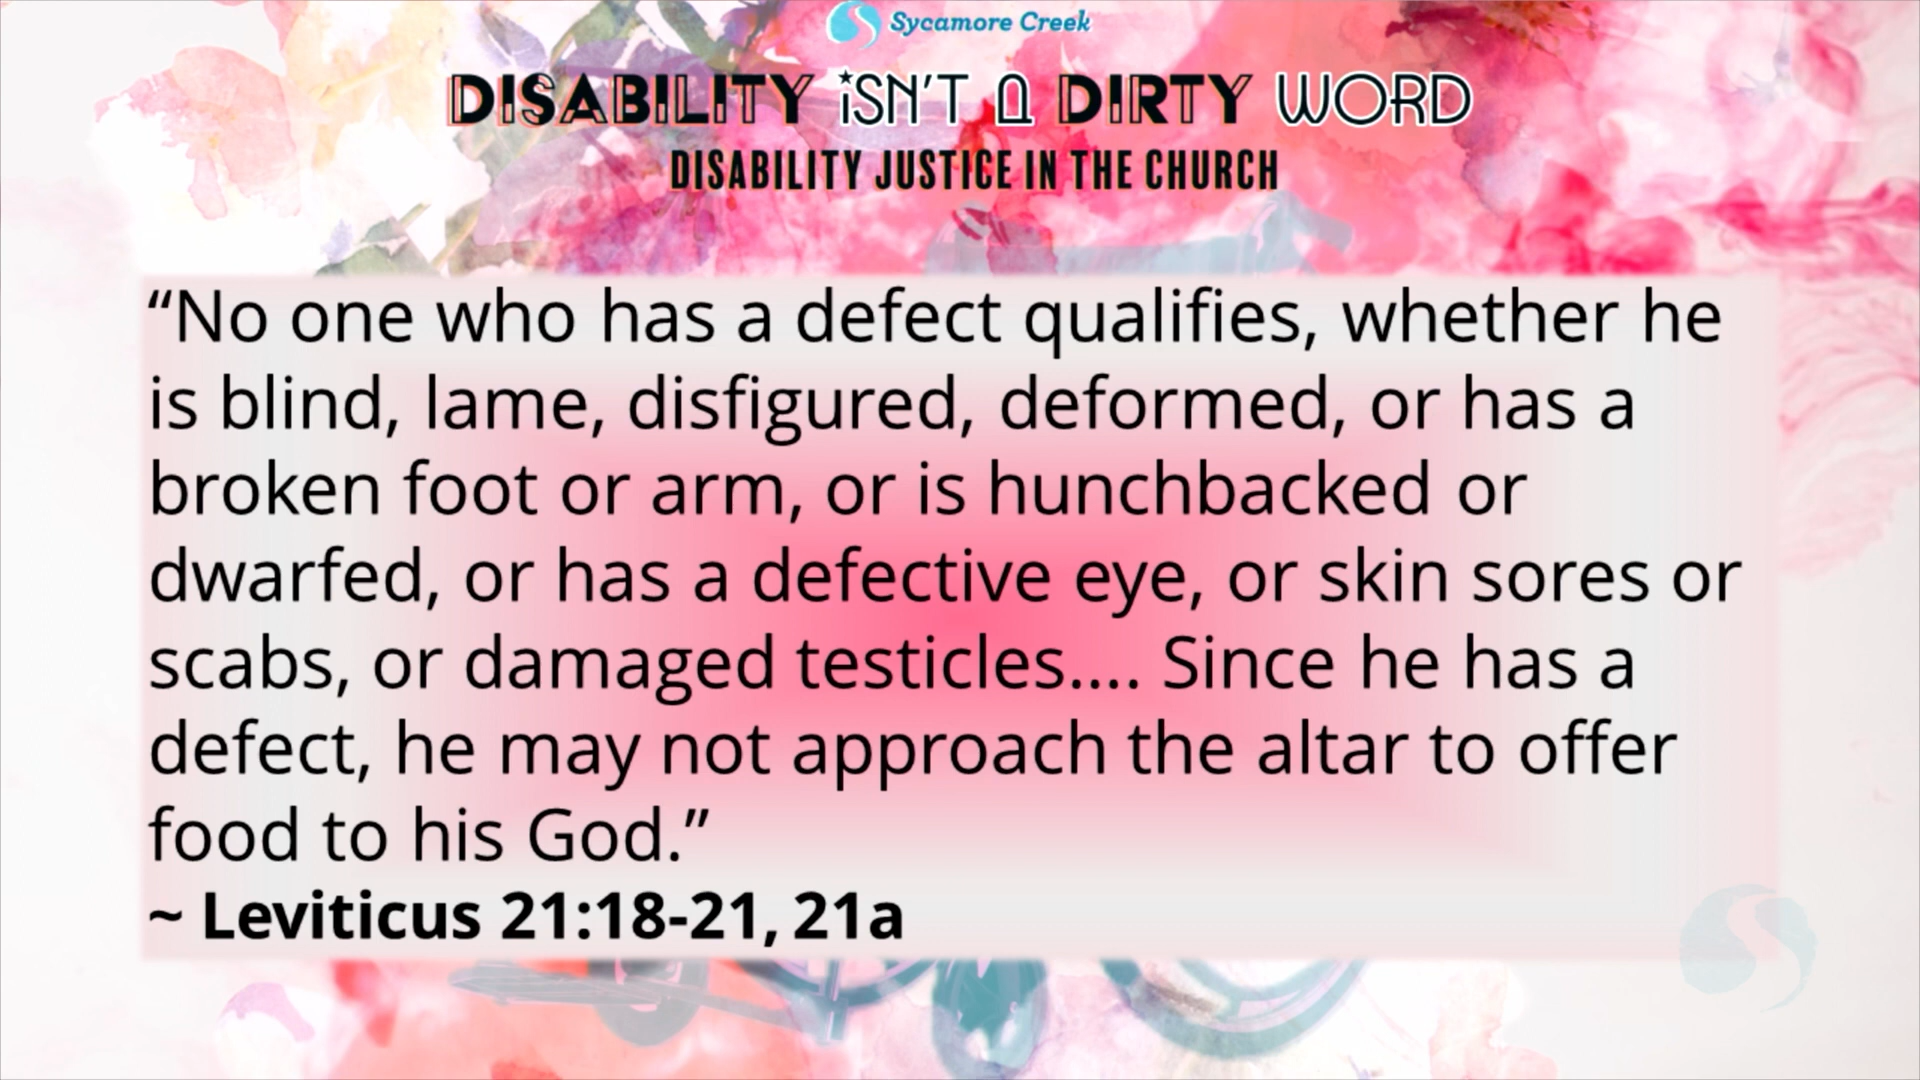 Sycamore Creek
DISABILITY iSN'T A DIRTY WORD
DISABILITY JUSTICE IN THE CHURCH
“No one who has a defect qualifies, whether he
is blind, lame, disfigured, deformed, or has a
broken foot or arm, or is hunchbacked or
dwarfed, or has a defective eye, or skin sores or
scabs, or damaged testicles.... Since he has a
defect, he may not approach the altar to offer
food to his God.”
~ Leviticus 21:18-21, 21a